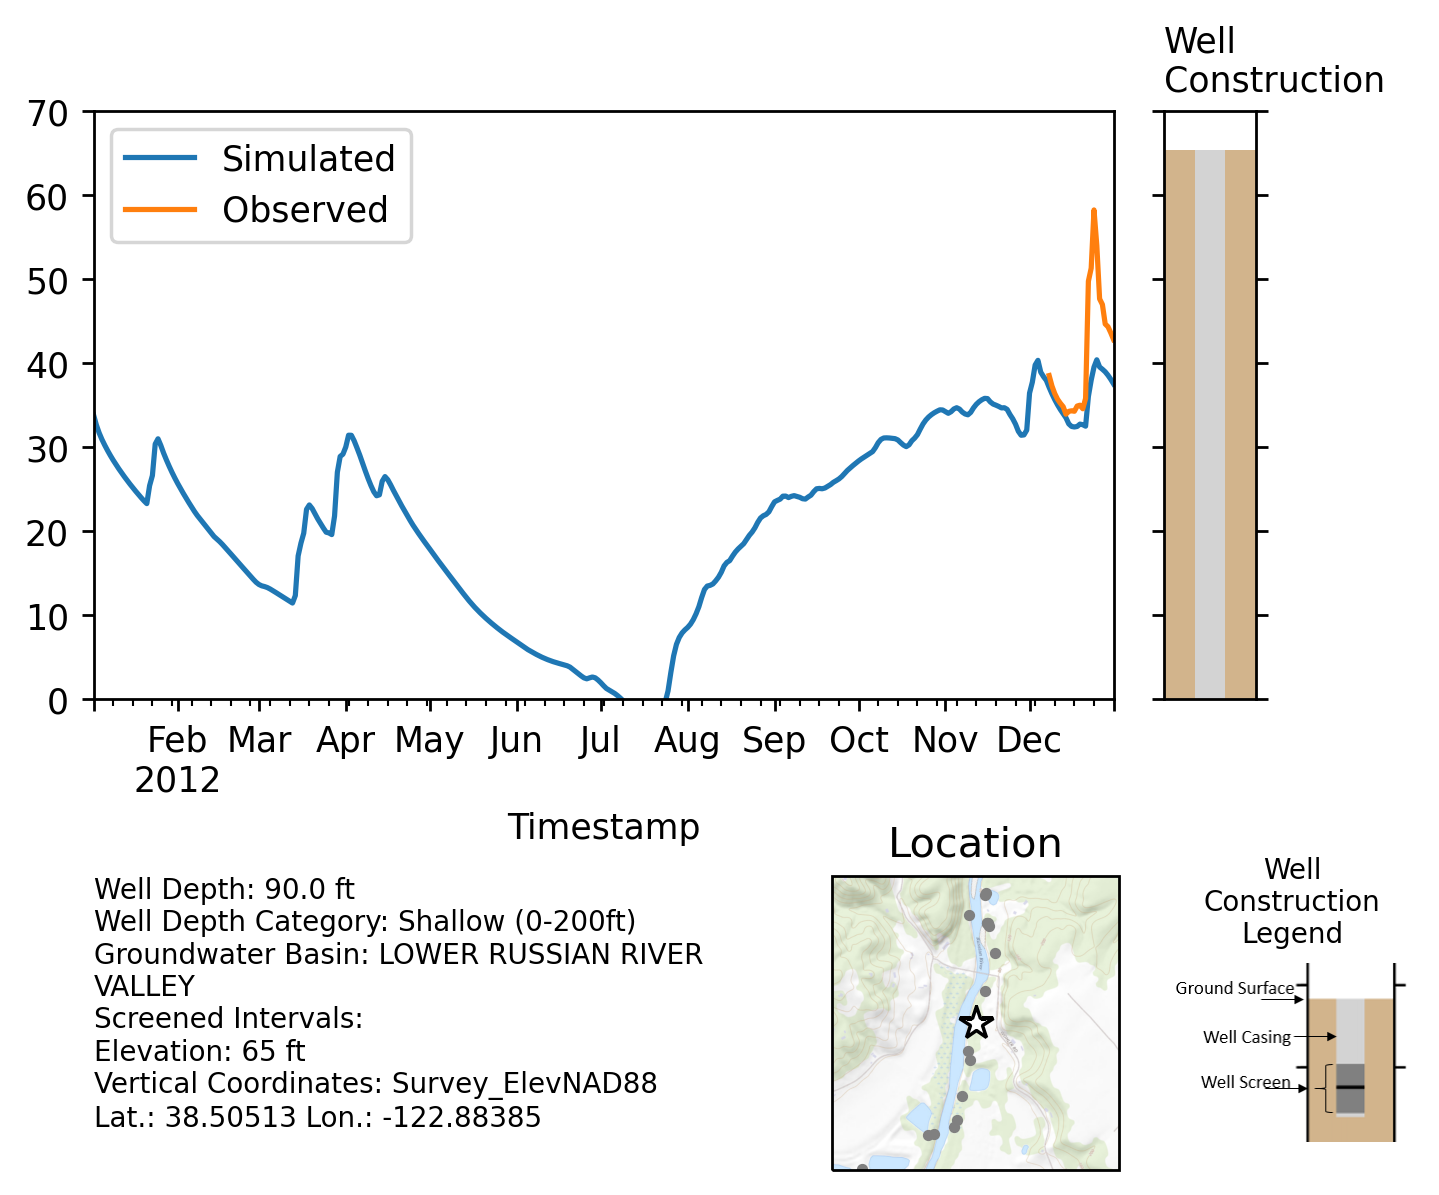 Well
Construction
70
60
50
40
30
20
10
0
Simulated
Observed
Feb Mar Apr May Jun Jul Aug Sep Oct Nov Dec
2012
Timestamp
Well Depth: 90.0 ft
Well Depth Category: Shallow (0-200ft)
Groundwater Basin: LOWER RUSSIAN RIVER
VALLEY
Screened Intervals:
Elevation: 65 ft
Vertical Coordinates: Survey_ElevNAD88
Lat.: 38.50513 Lon.: -122.88385
Location
Well
Construction
Legend
Ground Surface
Well Casing
Well Screen